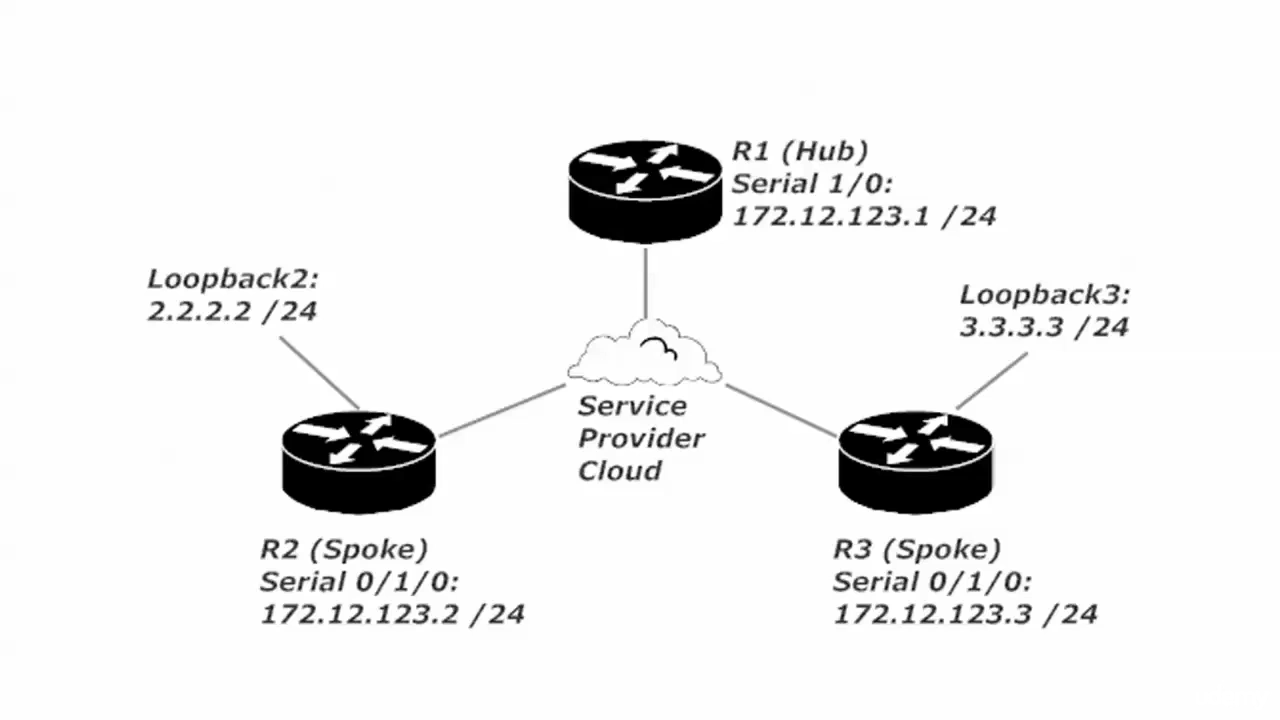 R1 (Hub)
Serial 1/0:
172.12.123.1 /24
Loopback2:
2.2.2.2 /24
Loopback3:
3.3.3.3 /24
Service
Provider
Cloud
R2 (Spoke)
Serial 0/1/0:
172.12.123.2 /24
R3 (Spoke)
Serial 0/1/0:
172.12.123.3 /24